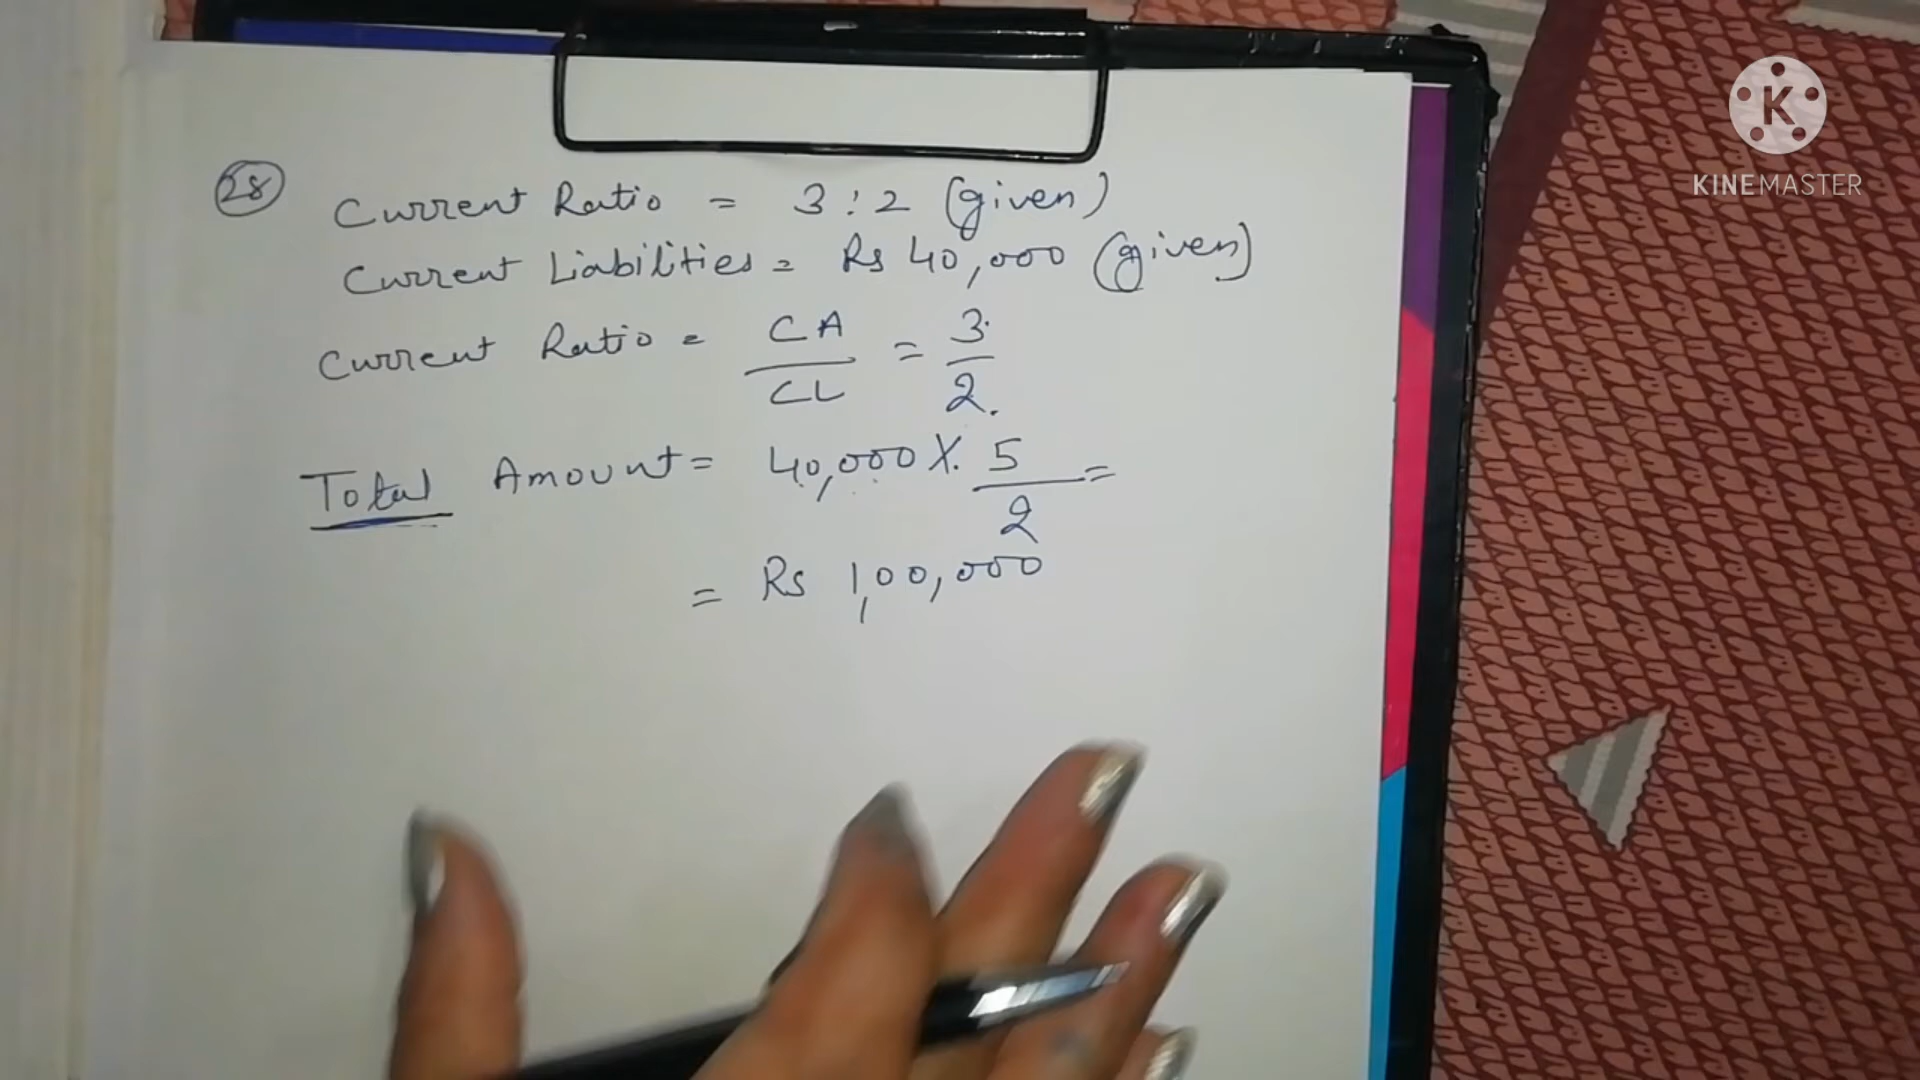 28 Current Ratio = 3:2 (given)
Current Liabilities = Rs 40,000 (given)
Current Ratio = CA/CL = 3/2
Total Amount = 40,000 X 5/2 =
= Rs 1,00,000
K
KINEMASTER